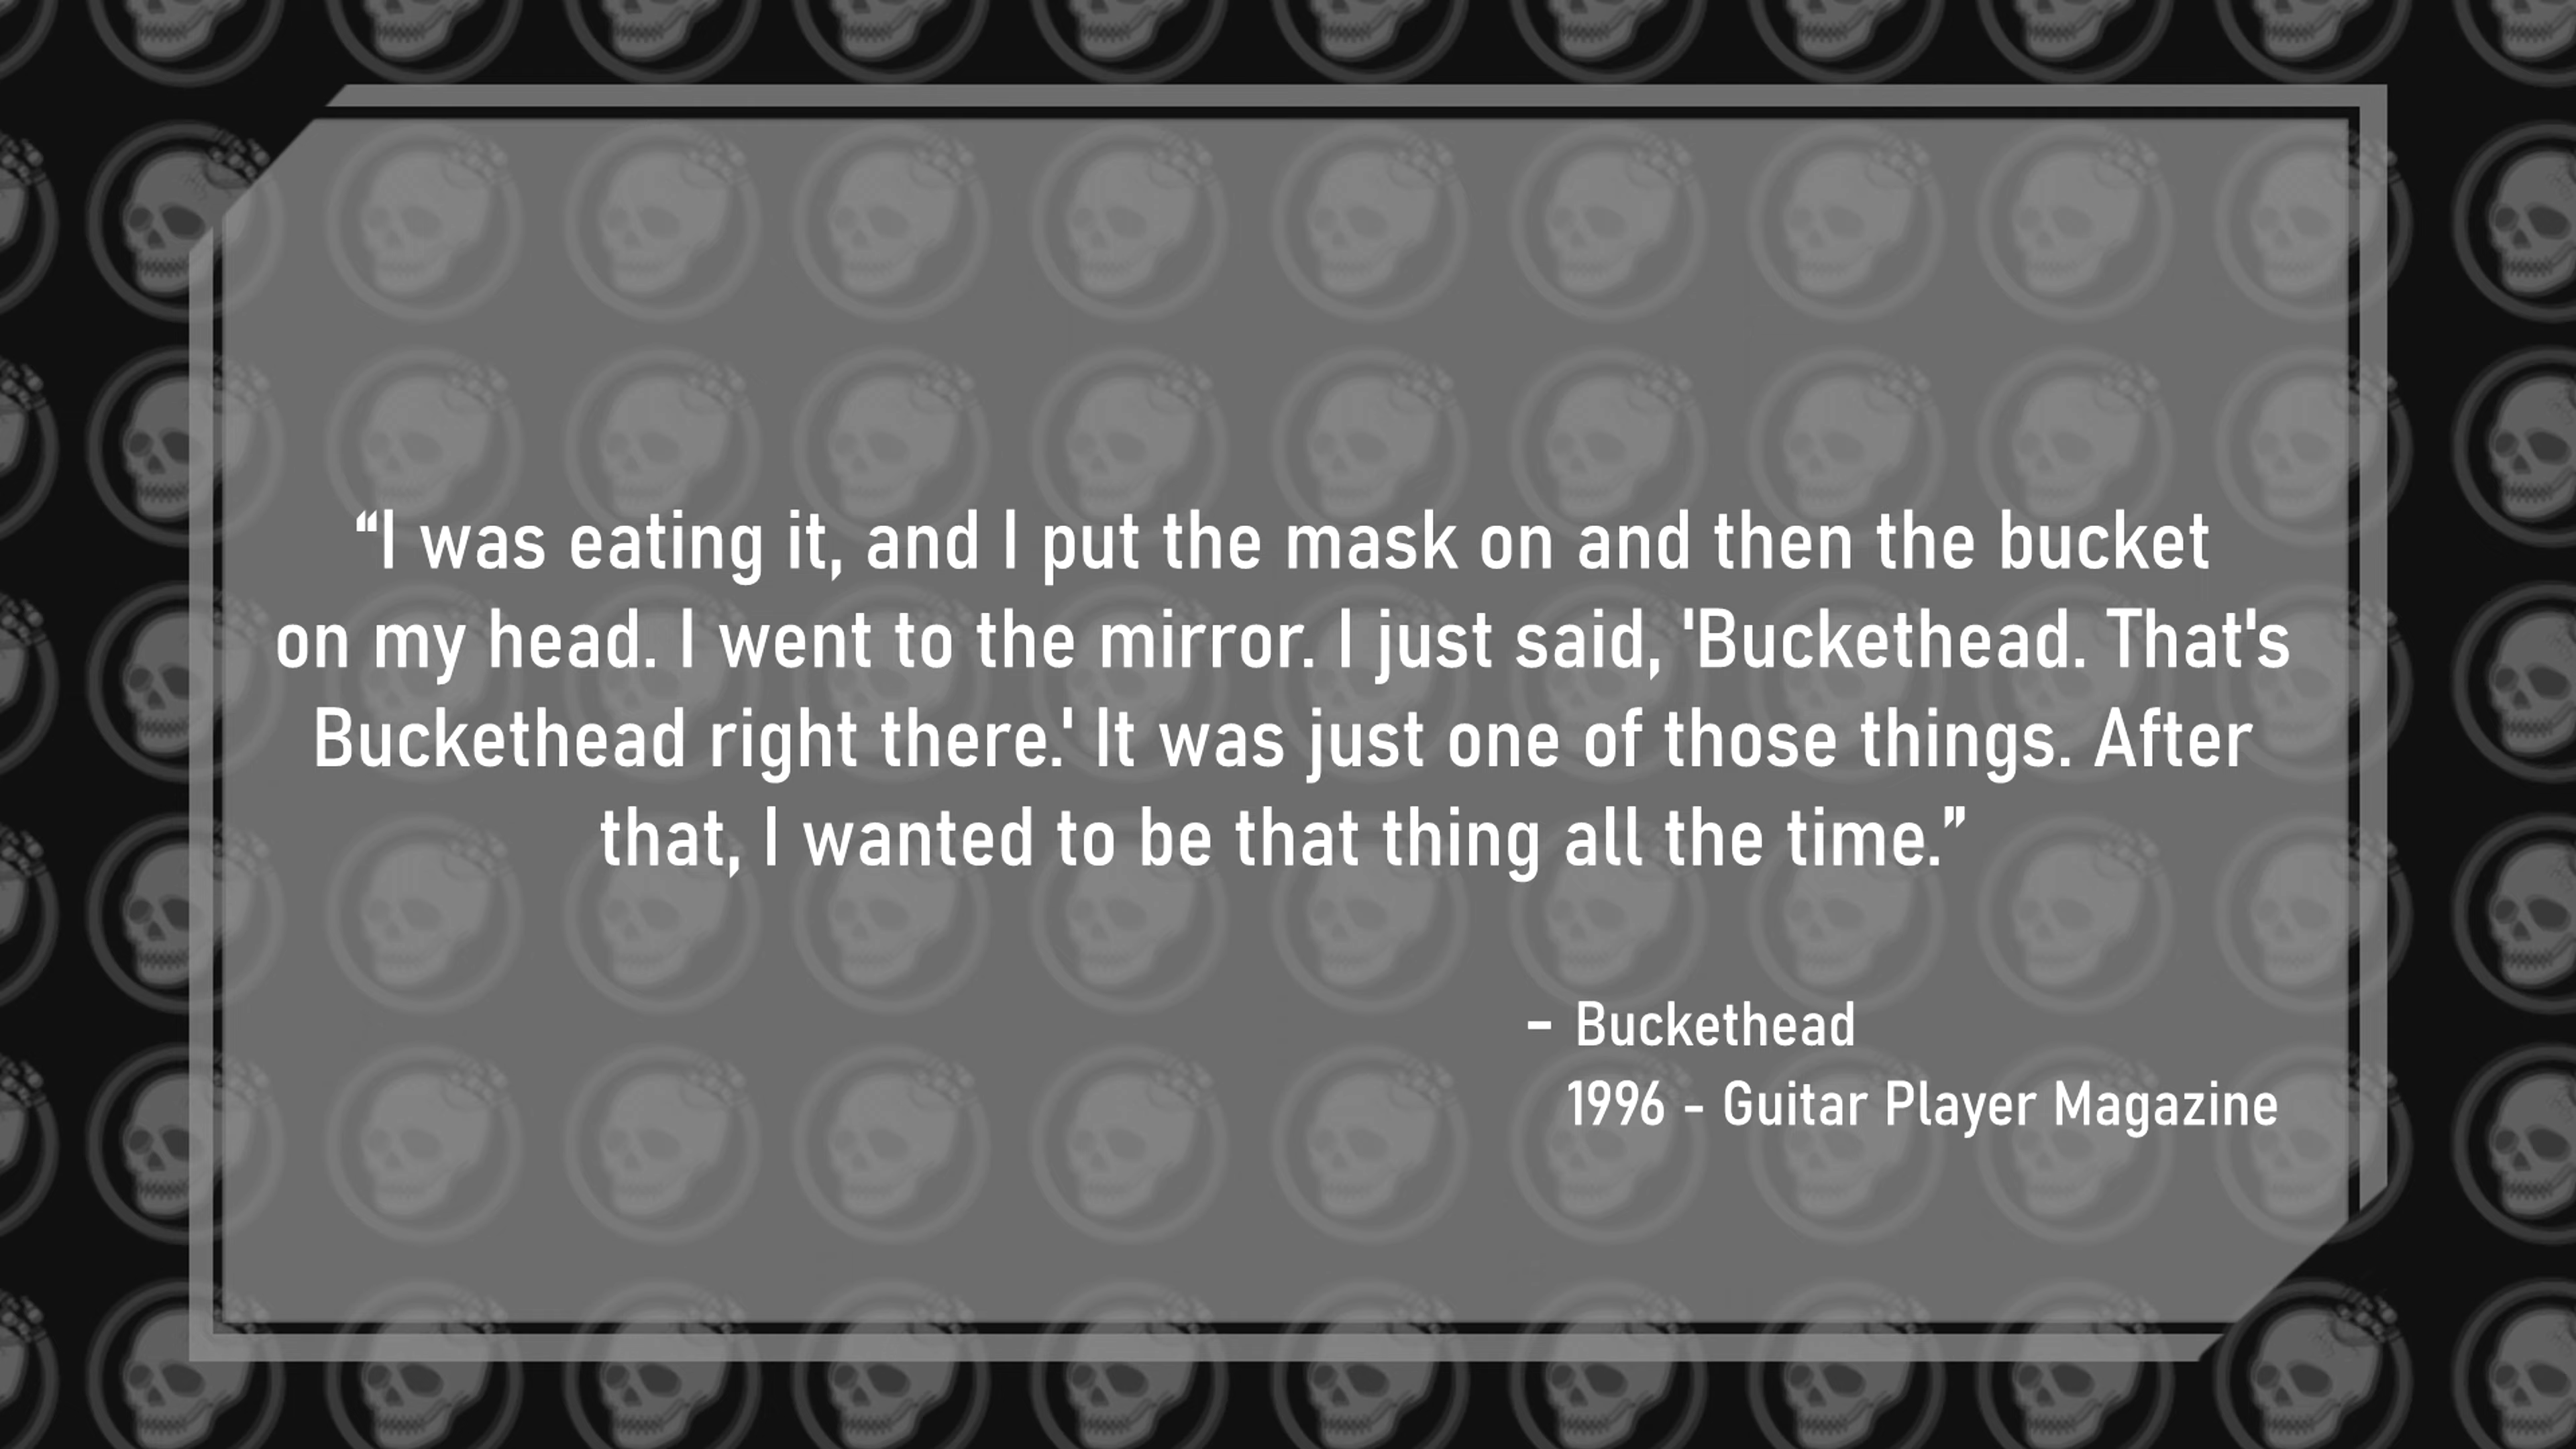 “I was eating it, and I put the mask on and then the bucket
on my head. I went to the mirror. I just said, 'Buckethead. That's
Buckethead right there.' It was just one of those things. After
that, I wanted to be that thing all the time.”
- Buckethead
1996 - Guitar Player Magazine